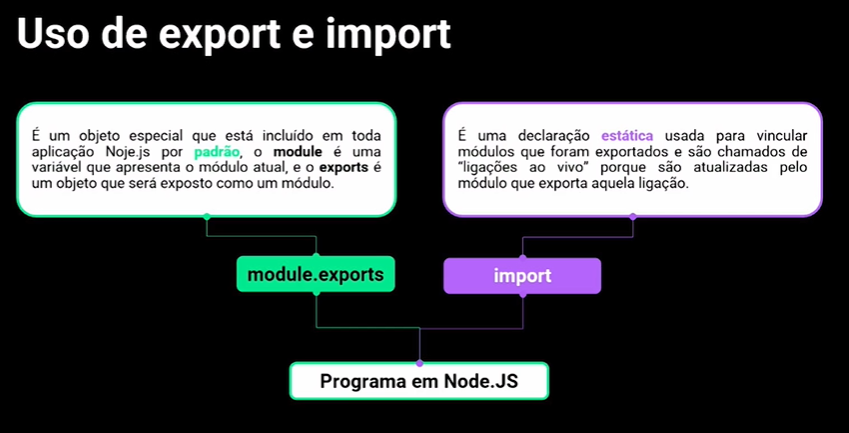 Uso de export e import
É um objeto especial que está incluído em toda
aplicação Noje.js por padrão, o module é uma
variável que apresenta o módulo atual, e o exports é
um objeto que será exposto como um módulo.
É uma declaração estática usada para vincular
módulos que foram exportados e são chamados de
“ligações ao vivo” porque são atualizadas pelo
módulo que exporta aquela ligação.
module.exports
import
Programa em Node.JS